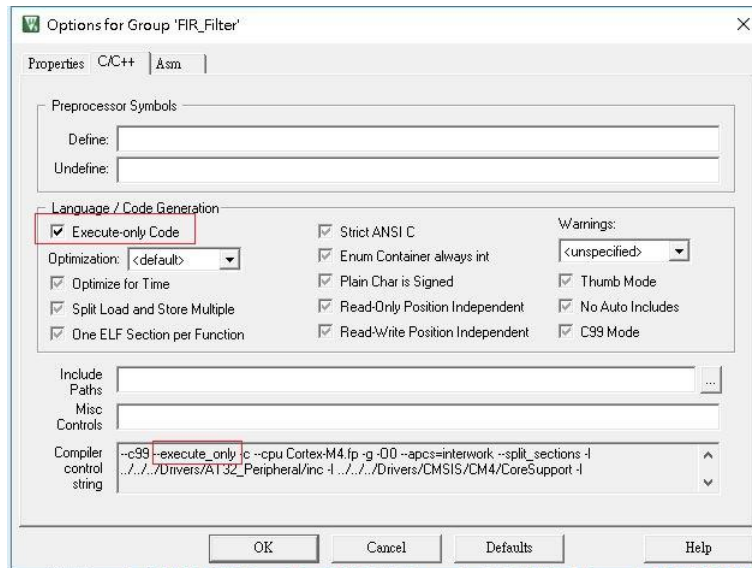 Options for Group 'FIR_Filter'
Properties C/C++ Asm
Preprocessor Symbols
Define:
Undefine:
Language / Code Generation
Execute-only Code
Strict ANSI C
Warnings:
Optimization: <default>
Enum Container always int
<unspecified>
Optimize for Time
Plain Char is Signed
Thumb Mode
Split Load and Store Multiple
Read-Only Position Independent
No Auto Includes
One ELF Section per Function
Read-Write Position Independent
C99 Mode
Include
Paths
...
Misc
Controls
Compiler
control
string
--c99 --execute_only -c --cpu Cortex-M4.fp -g -O0 --apcs=interwork --split_sections -I
../../../Drivers/AT32_Peripheral/inc -I ../../../Drivers/CMSIS/CM4/CoreSupport -I
OK Cancel Defaults Help